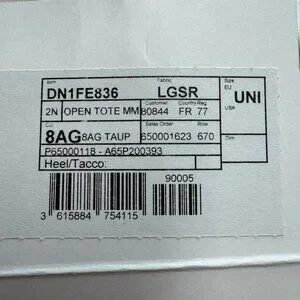 Item Fabric Size
DN1FE836 LGSR EU UNI
Customer Country Reg USA
2N OPEN TOTE MM 80844 FR 77
Col Sales Order
8AG 8AG TAUP 650001623 670 Dim
P65000118 - A65P200393
Heel/Tacco:
90005
3 615884 754115